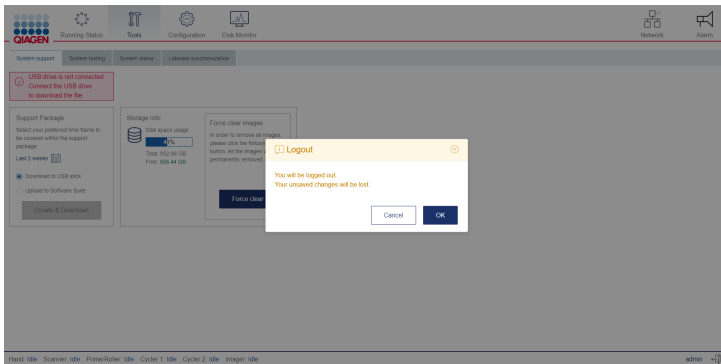 QIAGEN
Running Status
Tools
Configuration
Disk Monitor
Network
Alarm
System support
System testing
System status
Labware synchronization
USB drive is not connected.
Connect the USB drive
to download the file.
Support Package
Select your preferred time frame to
be covered within the support
package:
Last 2 weeks
Download to USB stick
Upload to Software Suite
Create & Download
Storage info
Disk space usage
Total: 952.96 GB
Free: 506.44 GB
Force clear images
In order to remove all images,
please click the
button. All the images
permanently removed
Force clear
Logout
You will be logged out
Your unsaved changes will be lost
Cancel
OK
Hand: Idle Scanner: Idle Prime/Roller: Idle Cycler 1: Idle Cycler 2: Idle Imager: Idle
admin